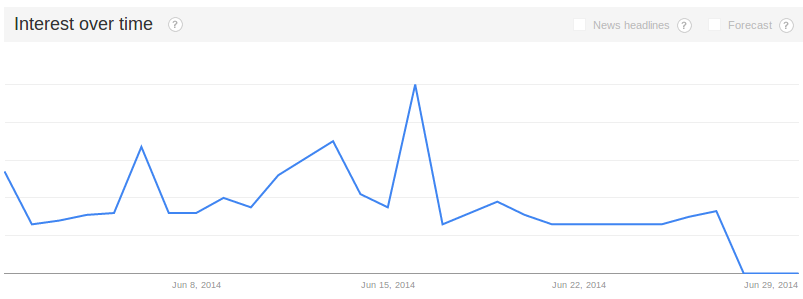 Interest over time ?
News headlines ? Forecast ?
Jun 8, 2014 Jun 15, 2014 Jun 22, 2014 Jun 29, 2014